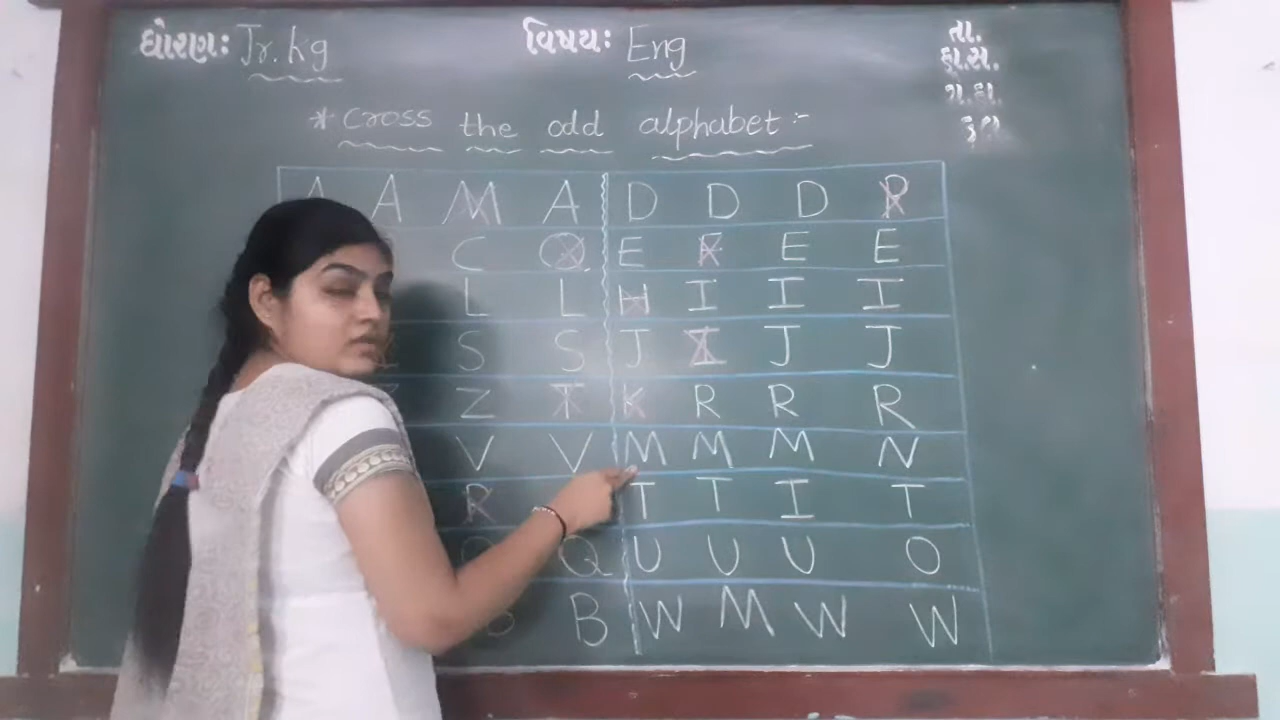 ધોરણ: Jr. kg વિષય: Eng તા.
હા.સ.
ગે.હા.
કુલ
* Cross the odd alphabet :-
A A M A D D D R
C O E F E E
L L H I I I
S S J I J J
Z T K R R R
V V M M M N
R T T I T
Q Q U U U O
B B W M W W